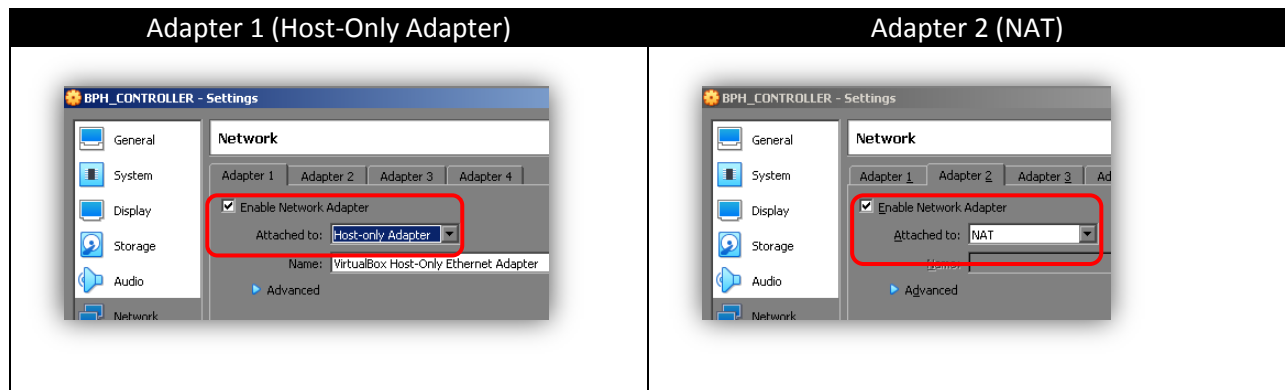 Adapter 1 (Host-Only Adapter)
BPH_CONTROLLER - Settings
General
System
Display
Storage
Audio
Network
Network
Adapter 1 Adapter 2 Adapter 3 Adapter 4
Enable Network Adapter
Attached to: Host-only Adapter
Name: VirtualBox Host-Only Ethernet Adapter
Advanced
Adapter 2 (NAT)
BPH_CONTROLLER - Settings
General
System
Display
Storage
Audio
Network
Network
Adapter 1 Adapter 2 Adapter 3 Ad
Enable Network Adapter
Attached to: NAT
Name:
Advanced